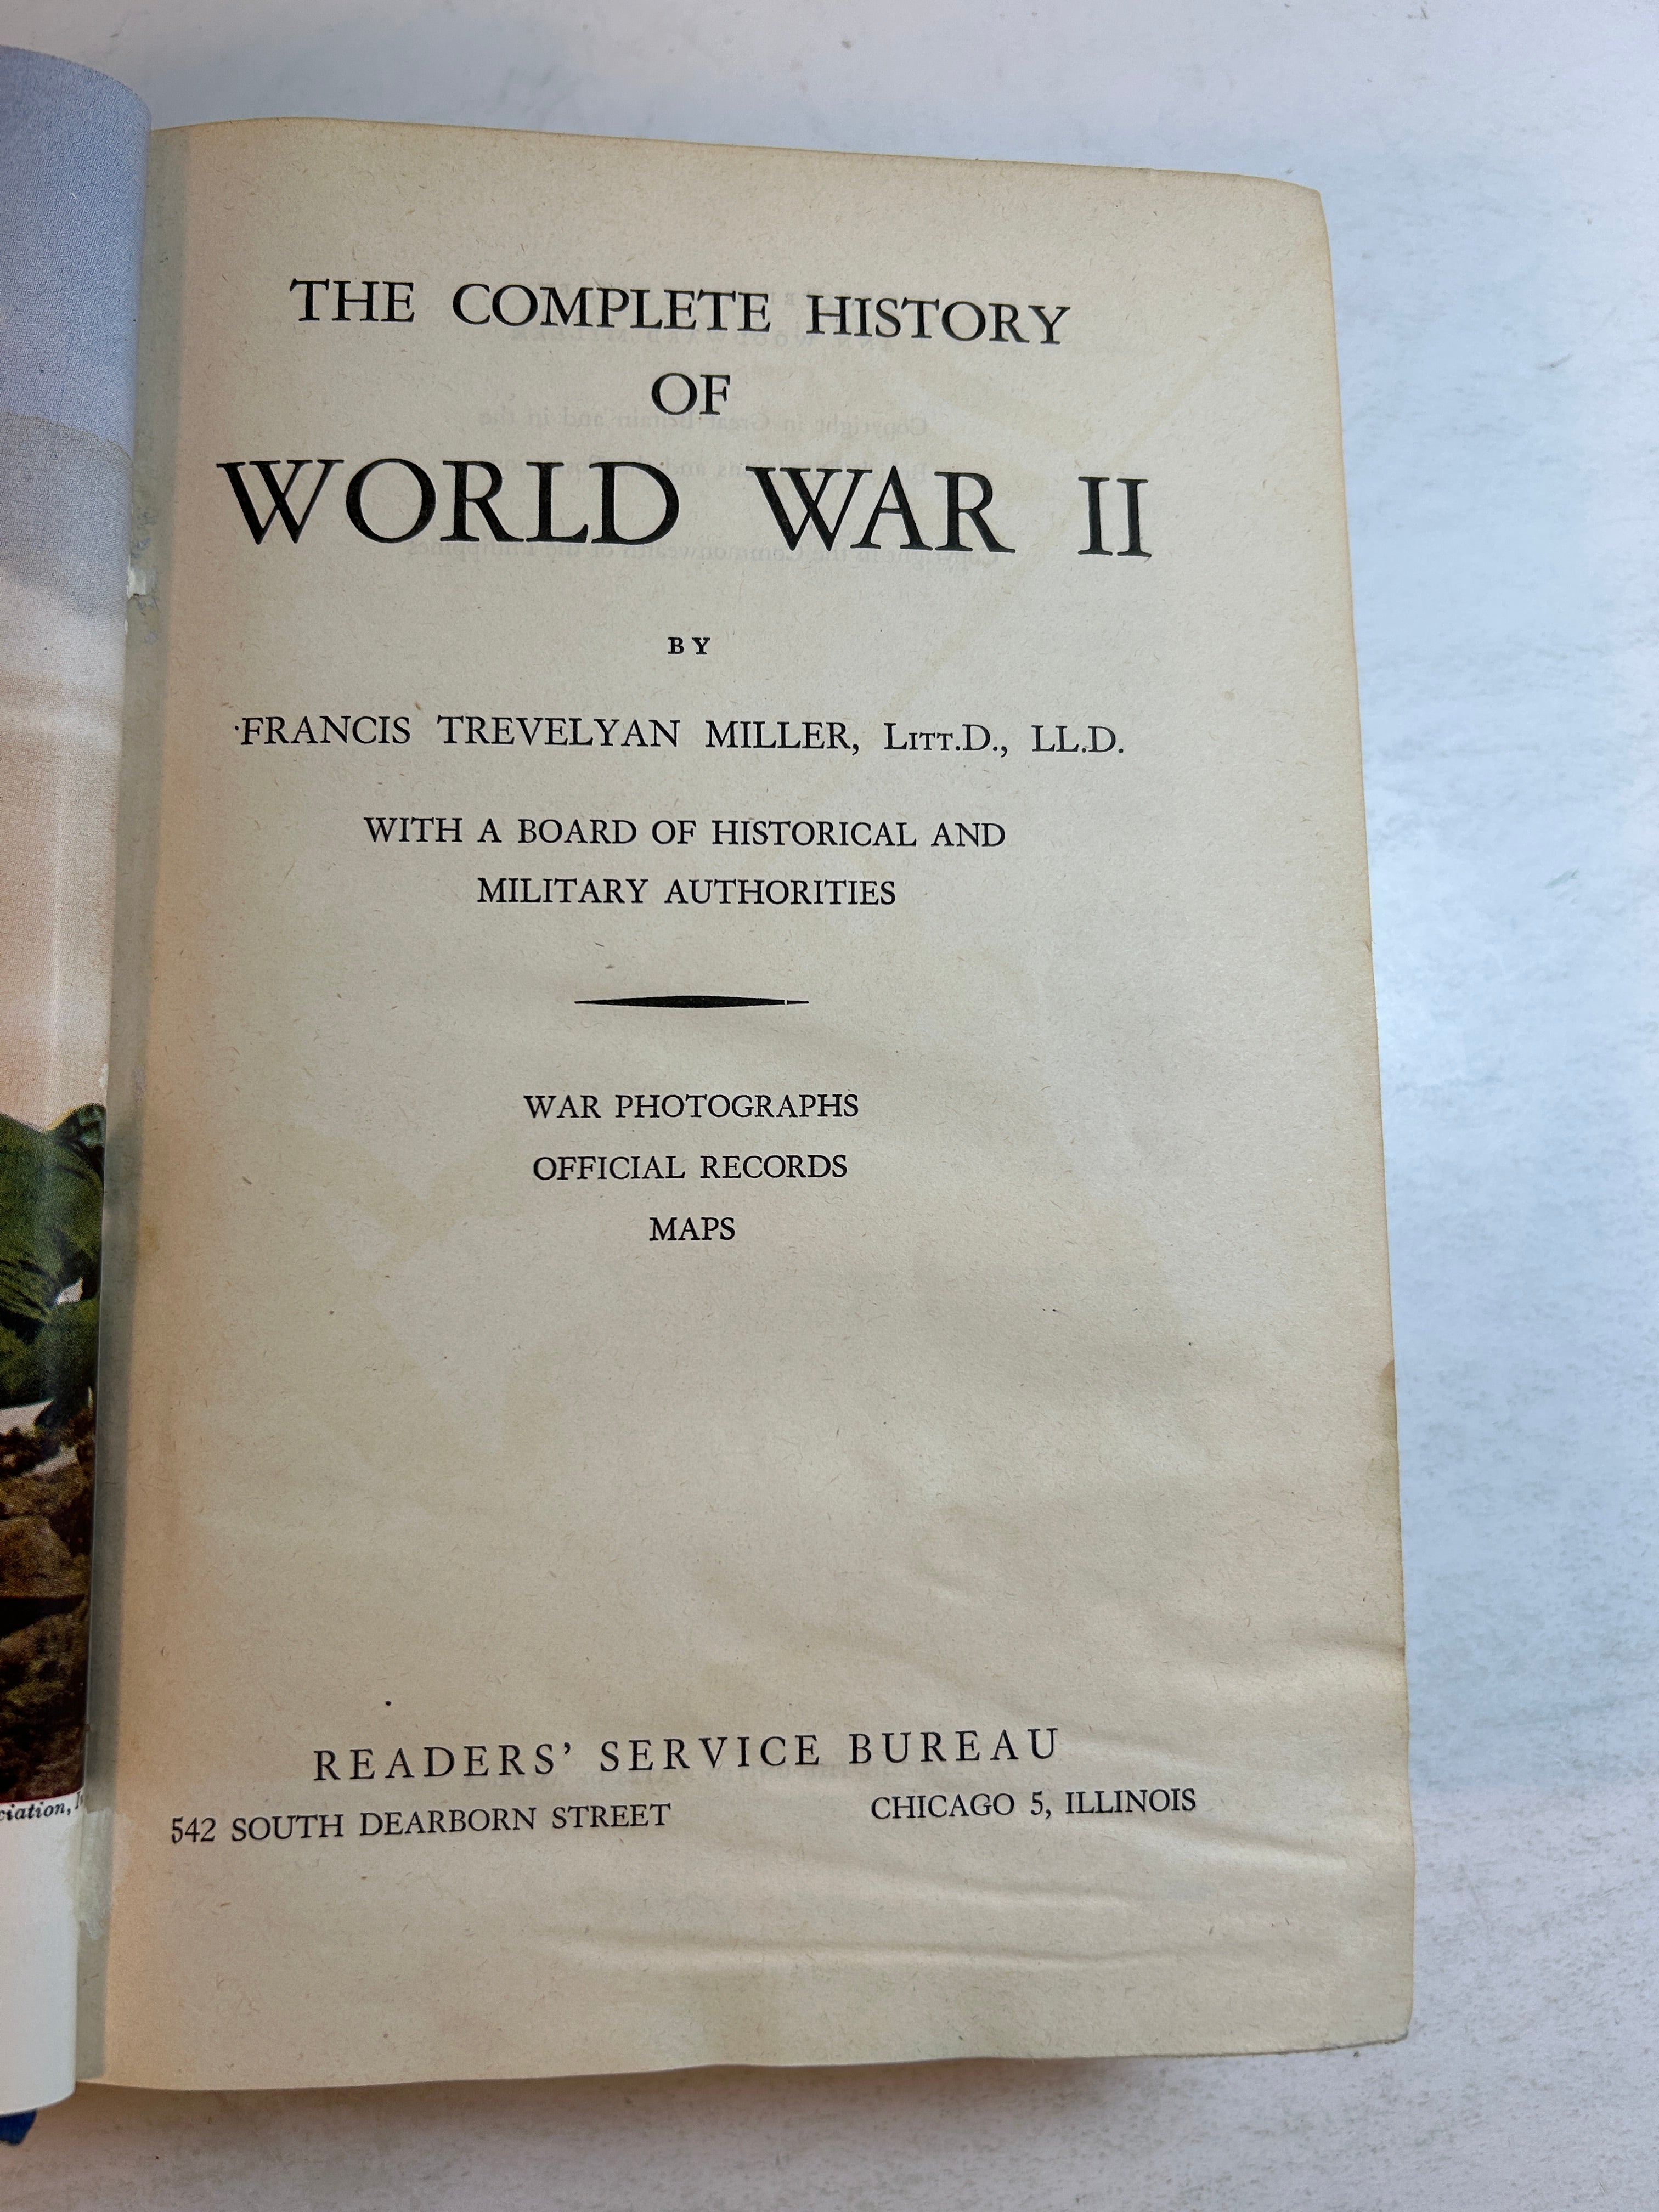 THE COMPLETE HISTORY
OF
WORLD WAR II
BY
FRANCIS TREVELYAN MILLER, LITT.D., LL.D.
WITH A BOARD OF HISTORICAL AND
MILITARY AUTHORITIES
WAR PHOTOGRAPHS
OFFICIAL RECORDS
MAPS
READERS' SERVICE BUREAU
542 SOUTH DEARBORN STREET CHICAGO 5, ILLINOIS